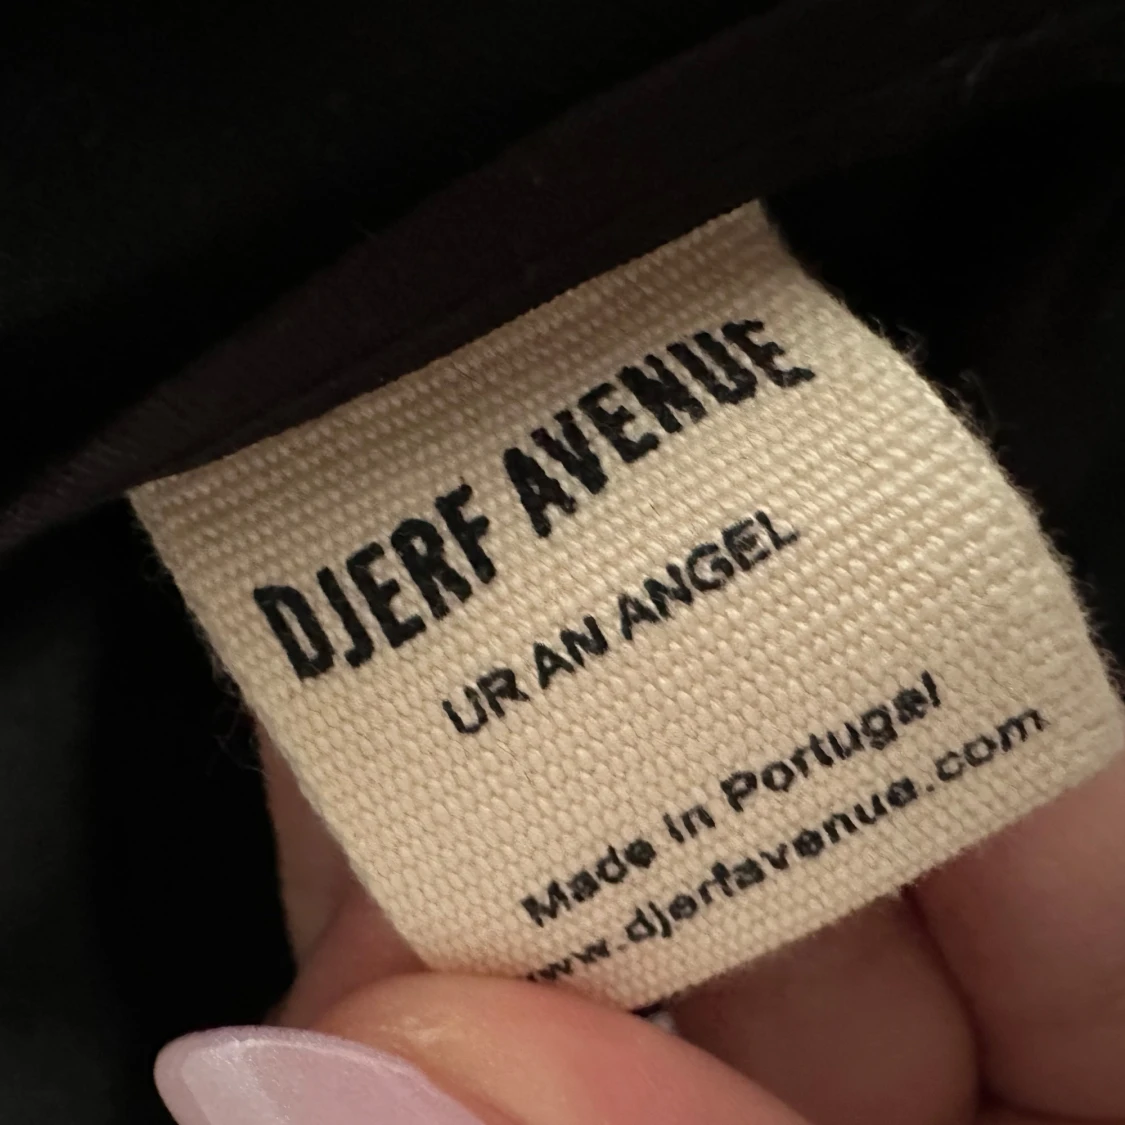 DJERF AVENUE
UR AN ANGEL
Made in Portugal
www.djerfavenue.com